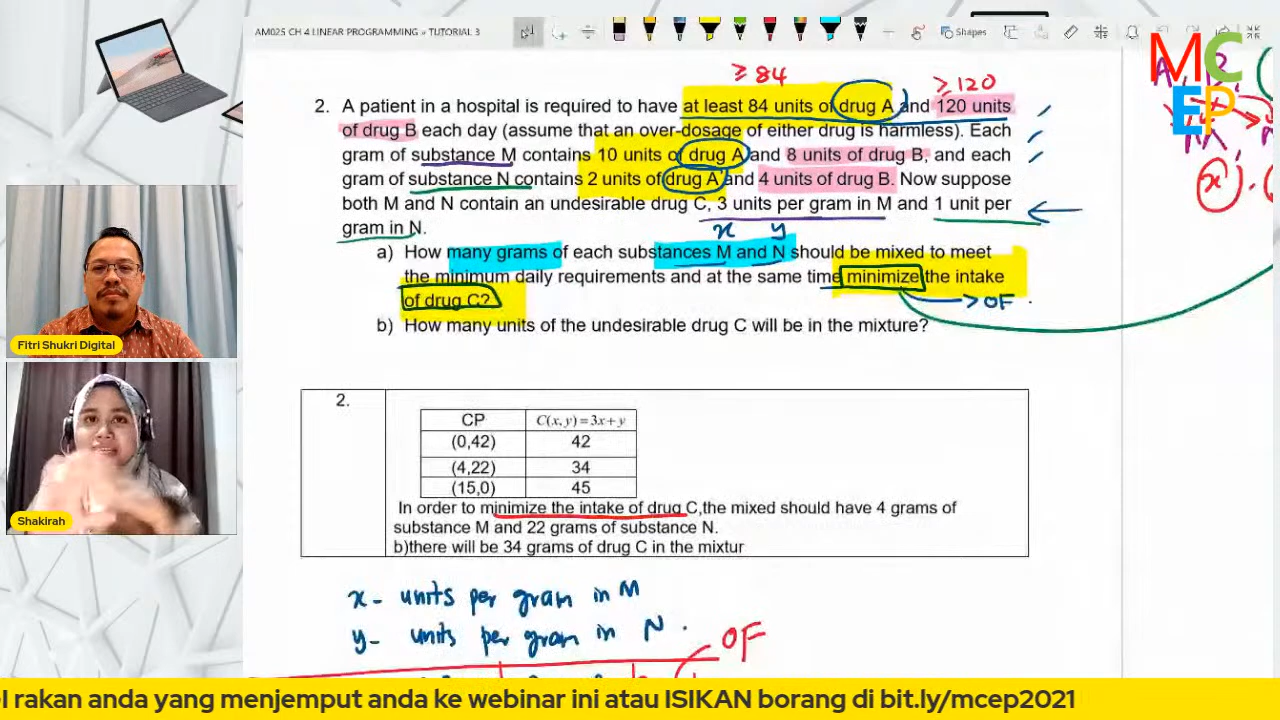 AM025 CH 4 LINEAR PROGRAMMING » TUTORIAL 3
Shapes
MC
EP
≥ 84
≥ 120
2. A patient in a hospital is required to have at least 84 units of drug A and 120 units
of drug B each day (assume that an over-dosage of either drug is harmless). Each
gram of substance M contains 10 units of drug A and 8 units of drug B, and each
gram of substance N contains 2 units of drug A and 4 units of drug B. Now suppose
both M and N contain an undesirable drug C, 3 units per gram in M and 1 unit per
gram in N.
x y
a) How many grams of each substances M and N should be mixed to meet
the minimum daily requirements and at the same time minimize the intake
of drug C?
OF
b) How many units of the undesirable drug C will be in the mixture?
Fitri Shukri Digital
Shakirah
2.
CP C(x, y) = 3x + y
(0,42) 42
(4,22) 34
(15,0) 45
In order to minimize the intake of drug C,the mixed should have 4 grams of
substance M and 22 grams of substance N.
b)there will be 34 grams of drug C in the mixtur
x - units per gram in M
y - units per gram in N.
OF
rakan anda yang menjemput anda ke webinar ini atau ISIKAN borang di bit.ly/mcep2021